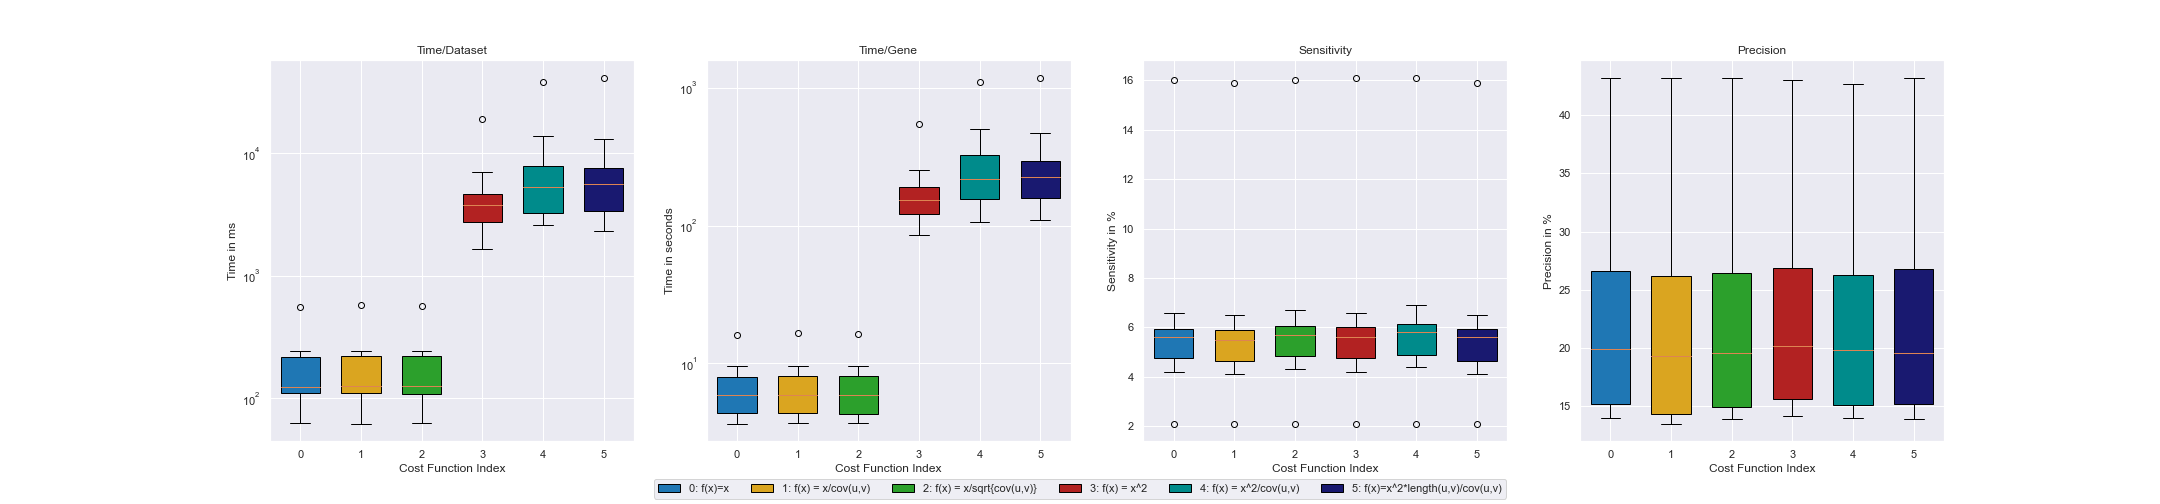 Time/Dataset
Time in ms
10^4
10^3
10^2
0 1 2 3 4 5
Cost Function Index
Time/Gene
Time in seconds
10^3
10^2
10^1
0 1 2 3 4 5
Cost Function Index
Sensitivity
Sensitivity in %
16
14
12
10
8
6
4
2
0 1 2 3 4 5
Cost Function Index
Precision
Precision in %
40
35
30
25
20
15
0 1 2 3 4 5
Cost Function Index
0: f(x)=x 1: f(x) = x/cov(u,v) 2: f(x) = x/sqrt{cov(u,v)} 3: f(x) = x^2 4: f(x) = x^2/cov(u,v) 5: f(x)=x^2*length(u,v)/cov(u,v)